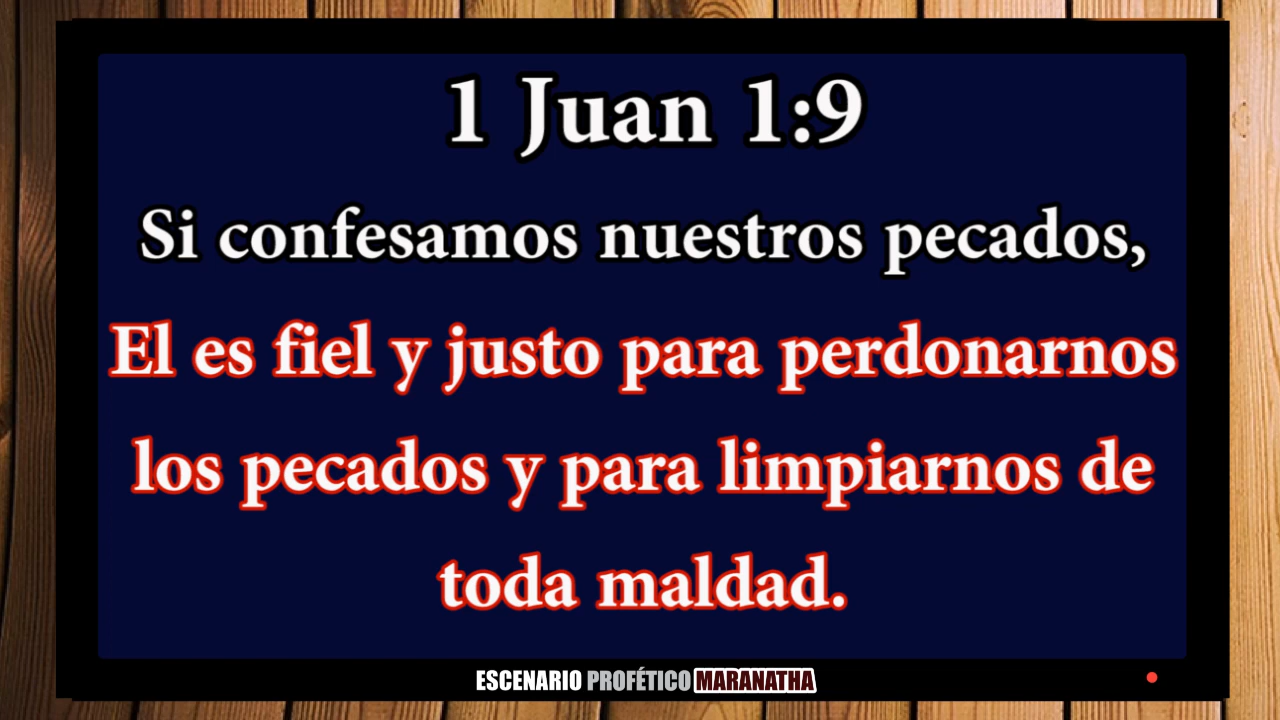 1 Juan 1:9
Si confesamos nuestros pecados,
El es fiel y justo para perdonarnos
los pecados y para limpiarnos de
toda maldad.
ESCENARIO PROFÉTICO MARANATHA